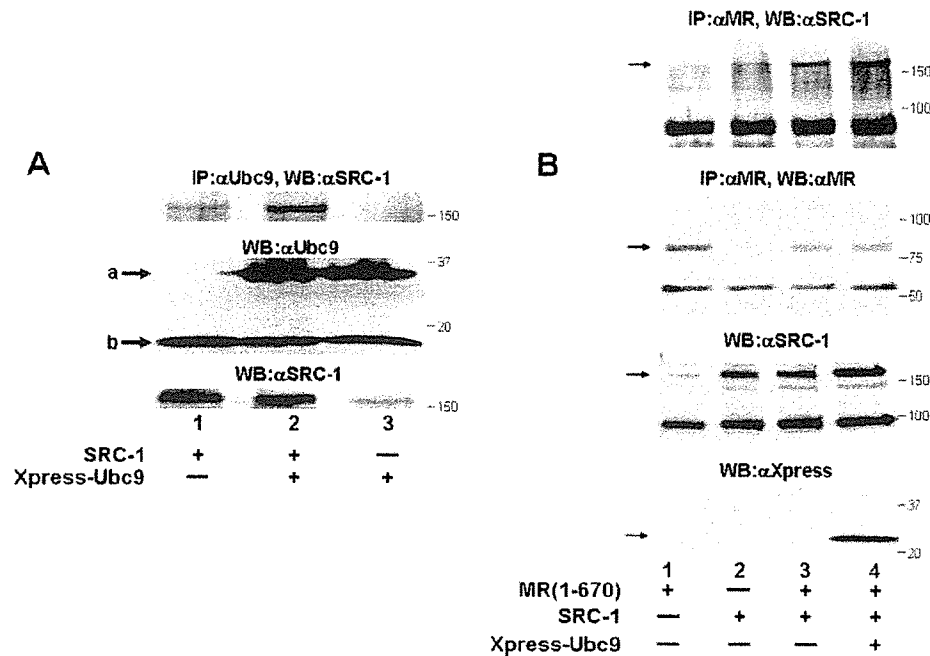 A
IP:αUbc9, WB:αSRC-1
-150
WB:αUbc9
a
-37
-20
b
WB:αSRC-1
-150
1 2 3
SRC-1 + + —
Xpress-Ubc9 — + +
B
IP:αMR, WB:αSRC-1
-150
-100
IP:αMR, WB:αMR
-100
-75
-50
WB:αSRC-1
-150
-100
WB:αXpress
-37
-20
1 2 3 4
MR(1-670) + — + +
SRC-1 — + + +
Xpress-Ubc9 — — — +